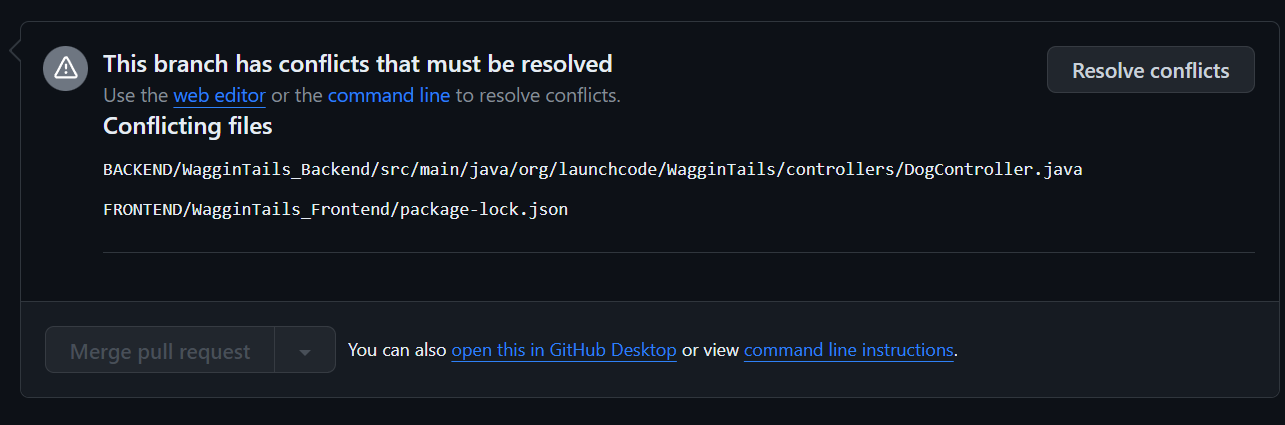 This branch has conflicts that must be resolved
Resolve conflicts
Use the web editor or the command line to resolve conflicts.
Conflicting files
BACKEND/WagginTails_Backend/src/main/java/org/launchcode/WagginTails/controllers/DogController.java
FRONTEND/WagginTails_Frontend/package-lock.json
Merge pull request
You can also open this in GitHub Desktop or view command line instructions.